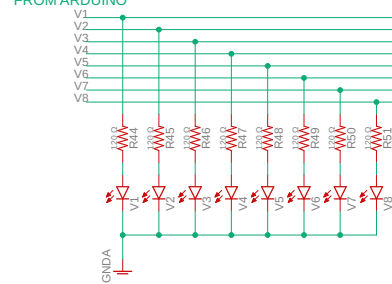 FROM ARDUINO
V1
V2
V3
V4
V5
V6
V7
V8
120 Ω R44
120 Ω R45
120 Ω R46
120 Ω R47
120 Ω R48
120 Ω R49
120 Ω R50
120 Ω R51
V1
V2
V3
V4
V5
V6
V7
V8
GNDA